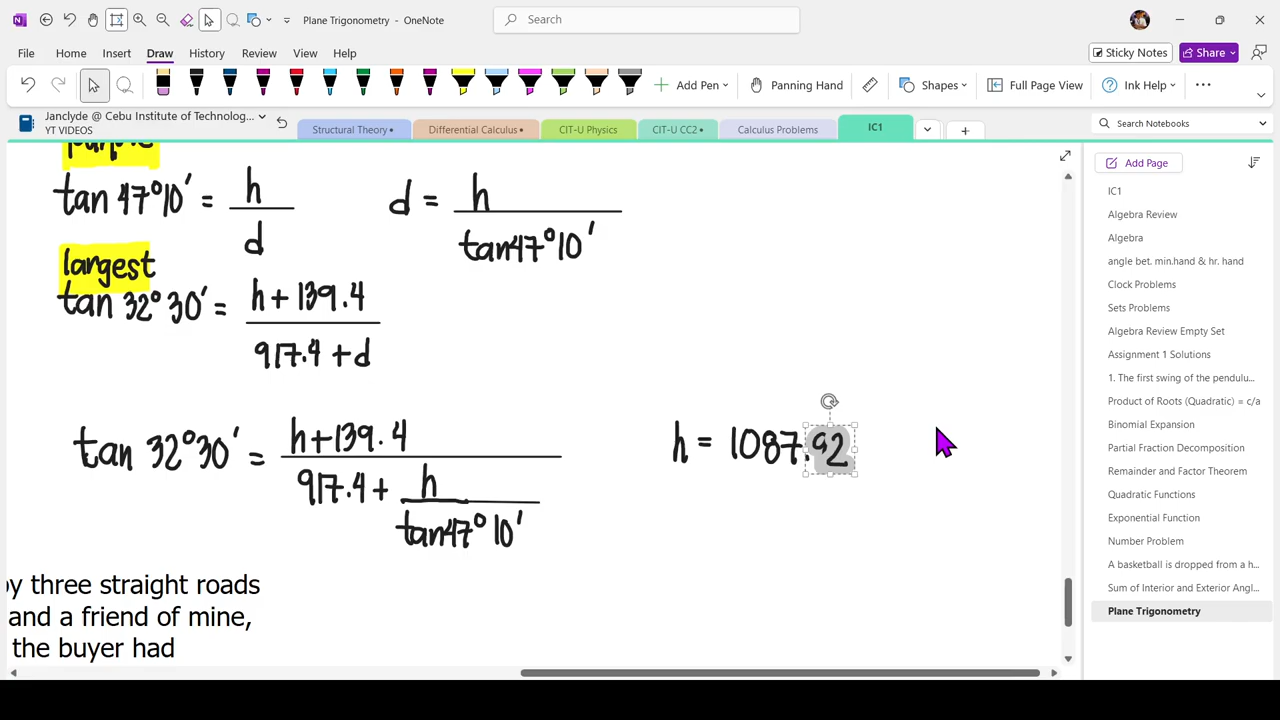 Plane Trigonometry - OneNote
Search
File Home Insert Draw History Review View Help
Sticky Notes Share
Add Pen Panning Hand Shapes Full Page View Ink Help
Janclyde @ Cebu Institute of Technolog...
YT VIDEOS
Structural Theory Differential Calculus CIT-U Physics CIT-U CC2 Calculus Problems IC1
Search Notebooks
Add Page
IC1
Algebra Review
Algebra
angle bet. min.hand & hr. hand
Clock Problems
Sets Problems
Algebra Review Empty Set
Assignment 1 Solutions
1. The first swing of the pendulu...
Product of Roots (Quadratic) = c/a
Binomial Expansion
Partial Fraction Decomposition
Remainder and Factor Theorem
Quadratic Functions
Exponential Function
Number Problem
A basketball is dropped from a h...
Sum of Interior and Exterior Angl...
Plane Trigonometry
tan 47°10' = h / d
d = h / tan47°10'
largest
tan 32°30' = h+139.4 / 917.4+d
tan 32°30' = h+139.4 / 917.4+ h / tan47°10'
h = 1087.92
by three straight roads
and a friend of mine,
the buyer had